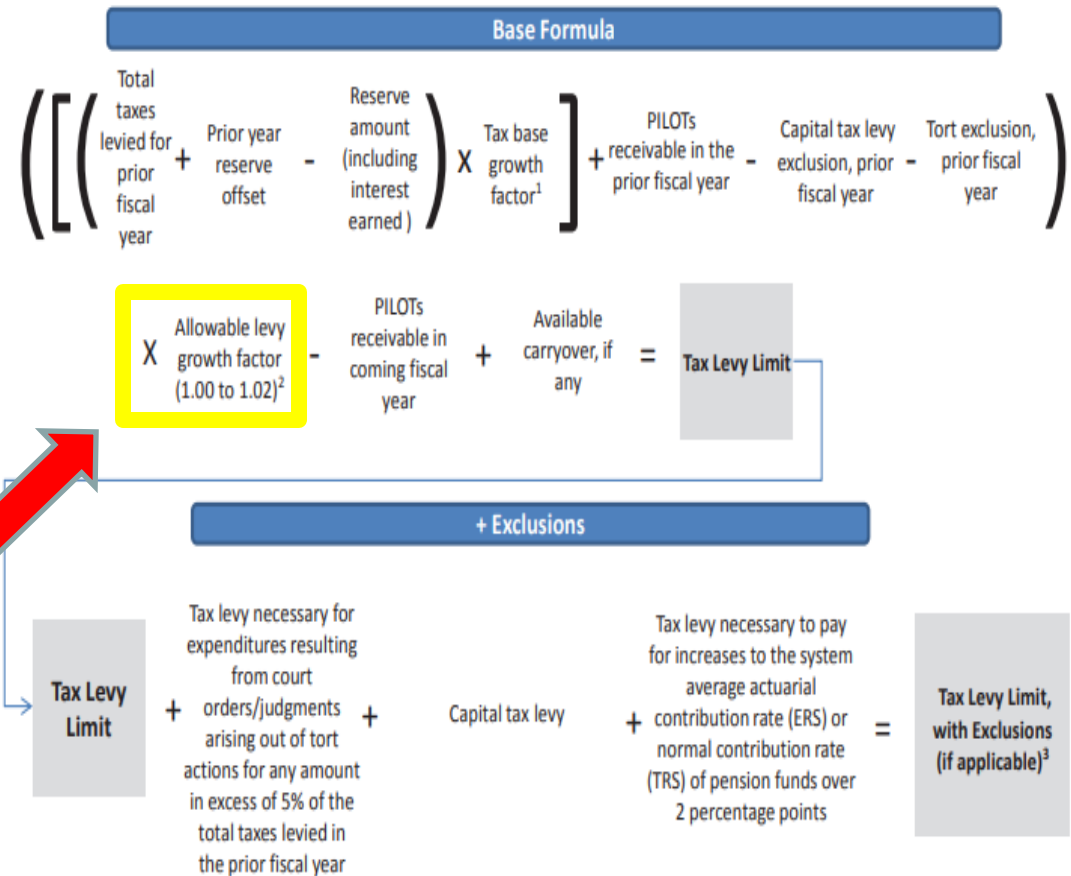 Base Formula
Total
taxes
levied for
prior
fiscal
year
+
Prior year
reserve
offset
-
Reserve
amount
(including
interest
earned )
X
Tax base
growth
factor¹
+
PILOTs
receivable in the
prior fiscal year
-
Capital tax levy
exclusion, prior
fiscal year
-
Tort exclusion,
prior fiscal
year
X
Allowable levy
growth factor
(1.00 to 1.02)²
-
PILOTs
receivable in
coming fiscal
year
+
Available
carryover, if
any
=
Tax Levy Limit
+ Exclusions
Tax Levy
Limit
+
Tax levy necessary for
expenditures resulting
from court
orders/judgments
arising out of tort
actions for any amount
in excess of 5% of the
total taxes levied in
the prior fiscal year
+
Capital tax levy
+
Tax levy necessary to pay
for increases to the system
average actuarial
contribution rate (ERS) or
normal contribution rate
(TRS) of pension funds over
2 percentage points
=
Tax Levy Limit,
with Exclusions
(if applicable)³